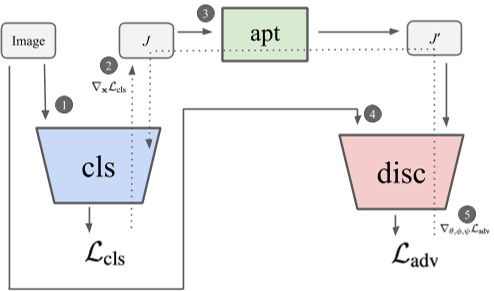 Image
J
3
apt
J′
2
∇ₓℒcls
1
4
cls
disc
5
∇θ,ϕ,ψℒadv
ℒcls
ℒadv